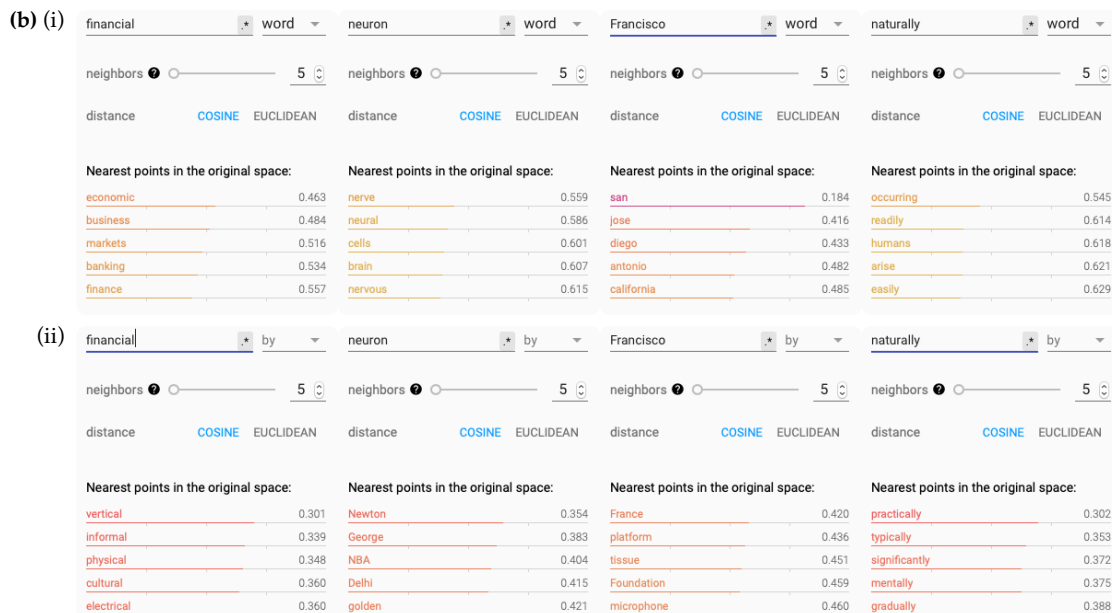 (b) (i)
financial .* word neuron .* word Francisco .* word naturally .* word
neighbors ? 5 neighbors ? 5 neighbors ? 5 neighbors ? 5
distance COSINE EUCLIDEAN distance COSINE EUCLIDEAN distance COSINE EUCLIDEAN distance COSINE EUCLIDEAN
Nearest points in the original space: Nearest points in the original space: Nearest points in the original space: Nearest points in the original space:
economic 0.463 nerve 0.559 san 0.184 occurring 0.545
business 0.484 neural 0.586 jose 0.416 readily 0.614
markets 0.516 cells 0.601 diego 0.433 humans 0.618
banking 0.534 brain 0.607 antonio 0.482 arise 0.621
finance 0.557 nervous 0.615 california 0.485 easily 0.629
(ii)
financial .* by neuron .* by Francisco .* by naturally .* by
neighbors ? 5 neighbors ? 5 neighbors ? 5 neighbors ? 5
distance COSINE EUCLIDEAN distance COSINE EUCLIDEAN distance COSINE EUCLIDEAN distance COSINE EUCLIDEAN
Nearest points in the original space: Nearest points in the original space: Nearest points in the original space: Nearest points in the original space:
vertical 0.301 Newton 0.354 France 0.420 practically 0.302
informal 0.339 George 0.383 platform 0.436 typically 0.353
physical 0.348 NBA 0.404 tissue 0.451 significantly 0.372
cultural 0.360 Delhi 0.415 Foundation 0.459 mentally 0.375
electrical 0.360 golden 0.421 microphone 0.460 gradually 0.388